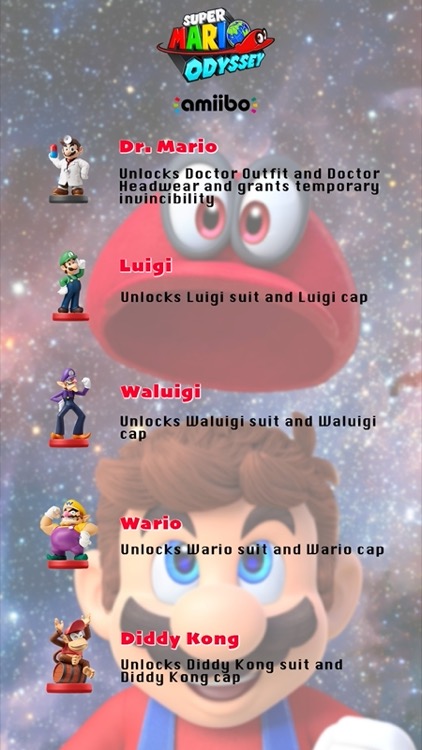 SUPER
MARIO
ODYSSEY
amiibo
Dr. Mario
Unlocks Doctor Outfit and Doctor
Headwear and grants temporary
invincibility
Luigi
Unlocks Luigi suit and Luigi cap
Waluigi
Unlocks Waluigi suit and Waluigi
cap
Wario
Unlocks Wario suit and Wario cap
Diddy Kong
Unlocks Diddy Kong suit and
Diddy Kong cap